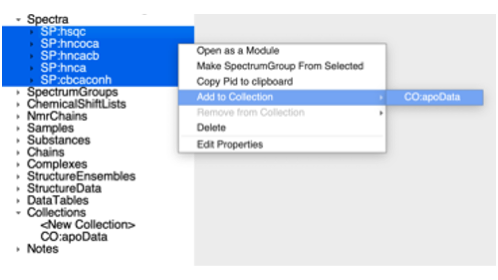 Spectra
SP:hsqc
SP:hncoca
SP:hncacb
SP:hnca
SP:cbcaconh
SpectrumGroups
ChemicalShiftLists
NmrChains
Samples
Substances
Chains
Complexes
StructureEnsembles
StructureData
DataTables
Collections
<New Collection>
CO:apoData
Notes
Open as a Module
Make SpectrumGroup From Selected
Copy Pid to clipboard
Add to Collection
Remove from Collection
Delete
Edit Properties
CO:apoData